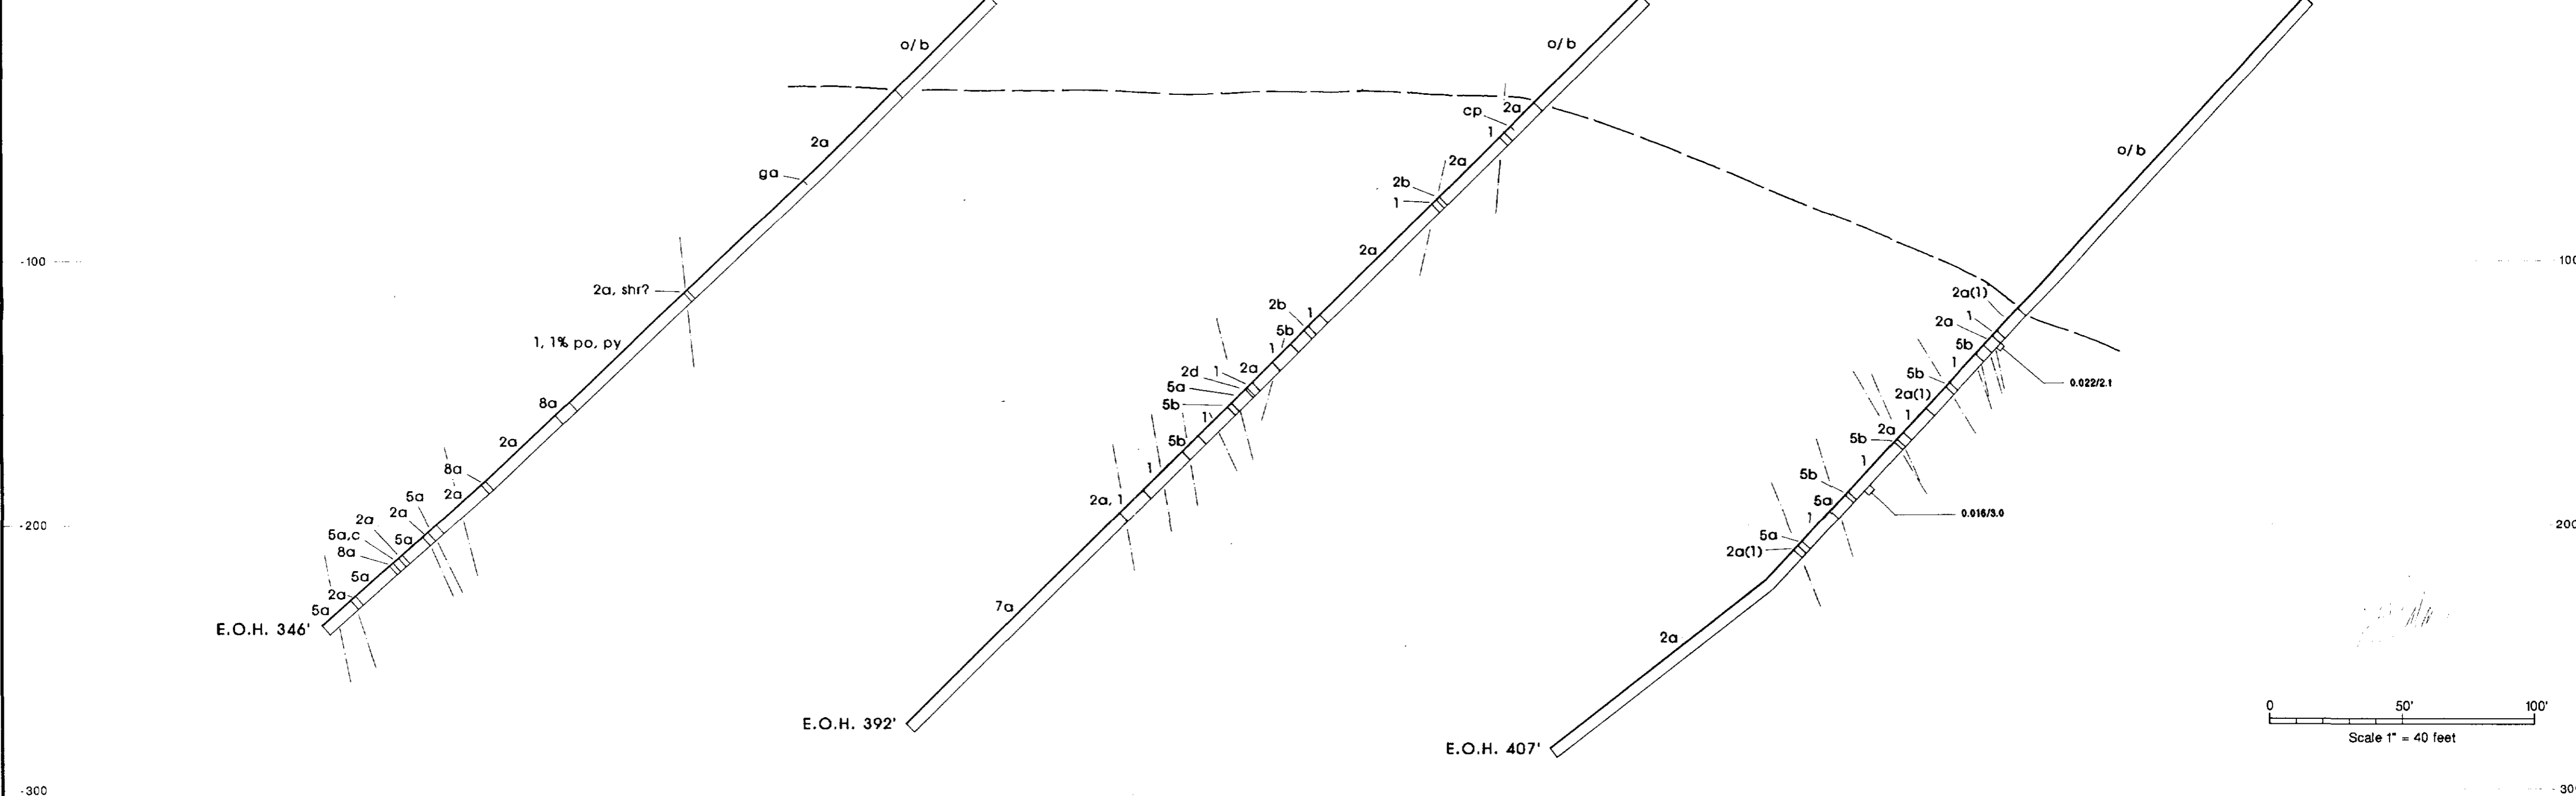 o/b
2a
ga
2a, shr?
1, 1% po, py
8a
2a
8a
2a
5a
2a
5a
2a
5a,c
8a
5a
2a
5a
E.O.H. 346'
o/b
2a
cp
1
2a
2b
1
2a
1
2b
5b
1
2a
1
2d
5a
5b
1
5b
1
2a, 1
7a
E.O.H. 392'
o/b
2a(1)
1
2a
5b
0.022/2.1
1
5b
2a(1)
1
2a
5b
1
5b
0.016/3.0
5a
1
5a
2a(1)
2a
E.O.H. 407'
-100
-200
-300
0 50' 100'
Scale 1" = 40 feet